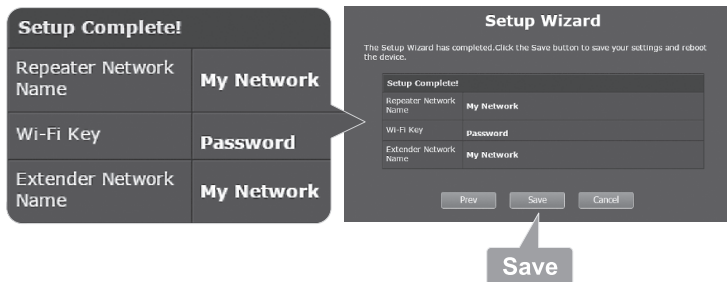 Setup Complete!
Repeater Network
Name
My Network
Wi-Fi Key
Password
Extender Network
Name
My Network
Setup Wizard
The Setup Wizard has completed.Click the Save button to save your settings and reboot
the device.
Setup Complete!
Repeater Network
Name
My Network
Wi-Fi Key
Password
Extender Network
Name
My Network
Prev
Save
Cancel
Save